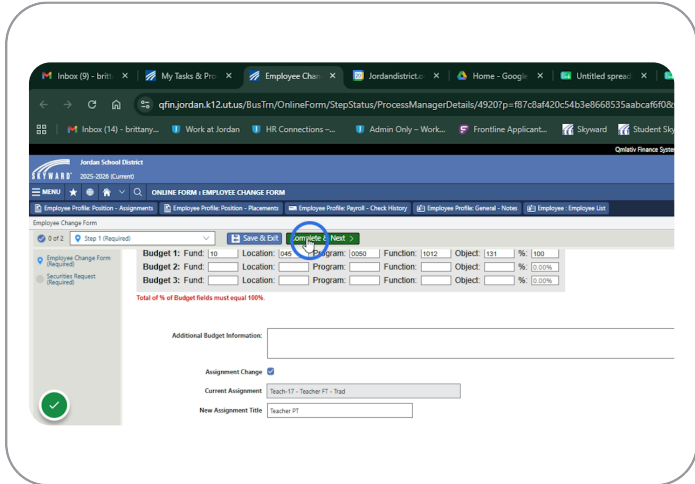 Inbox (9) - britt
My Tasks & Pro
Employee Chan
Jordandistrict.o
Home - Google
Untitled spread
qfin.jordan.k12.ut.us/BusTrn/OnlineForm/StepStatus/ProcessManagerDetails/4920?p=f87c8af420c54b3e8668535aabcaf6f0&
Inbox (14) - brittany... Work at Jordan HR Connections –... Admin Only – Work... Frontline Applicant... Skyward Student Sky
Qmlativ Finance Syste
Jordan School District
SKYWARD 2025-2026 (Current)
MENU ONLINE FORM : EMPLOYEE CHANGE FORM
Employee Profile: Position - Assignments Employee Profile: Position - Placements Employee Profile: Payroll - Check History Employee Profile: General - Notes Employee : Employee List
Employee Change Form
0 of 2 Step 1 (Required) Save & Exit Complete & Next
Employee Change Form
(Required)
Securities Request
(Required)
Budget 1: Fund: 10 Location: 045 Program: 0050 Function: 1012 Object: 131 %: 100
Budget 2: Fund: Location: Program: Function: Object: %: 0.00%
Budget 3: Fund: Location: Program: Function: Object: %: 0.00%
Total of % of Budget fields must equal 100%.
Additional Budget Information:
Assignment Change
Current Assignment Teach-17 - Teacher FT - Trad
New Assignment Title Teacher PT